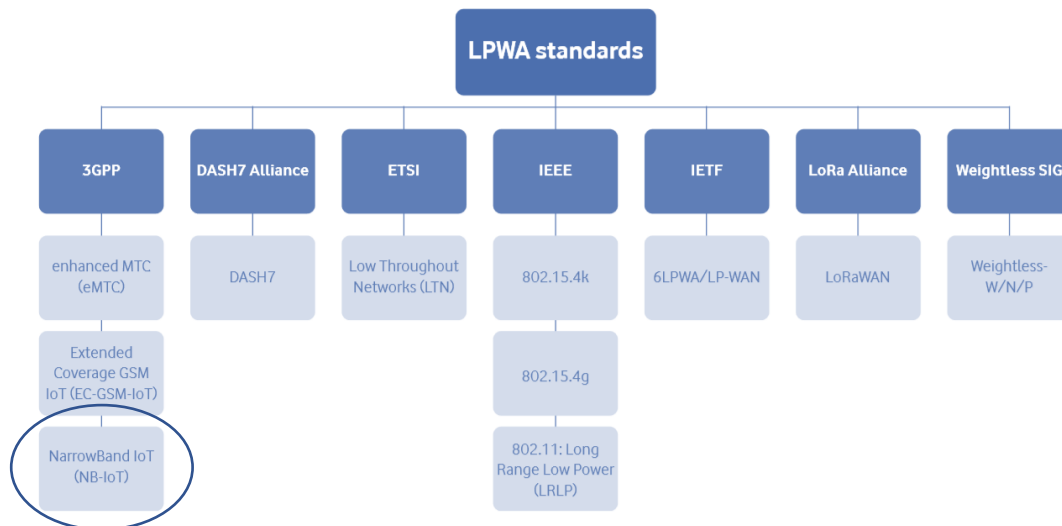 LPWA standards
3GPP
DASH7 Alliance
ETSI
IEEE
IETF
LoRa Alliance
Weightless SIG
enhanced MTC
(eMTC)
DASH7
Low Throughout
Networks (LTN)
802.15.4k
6LPWA/LP-WAN
LoRaWAN
Weightless-
W/N/P
Extended
Coverage GSM
IoT (EC-GSM-IoT)
802.15.4g
NarrowBand IoT
(NB-IoT)
802.11: Long
Range Low Power
(LRLP)